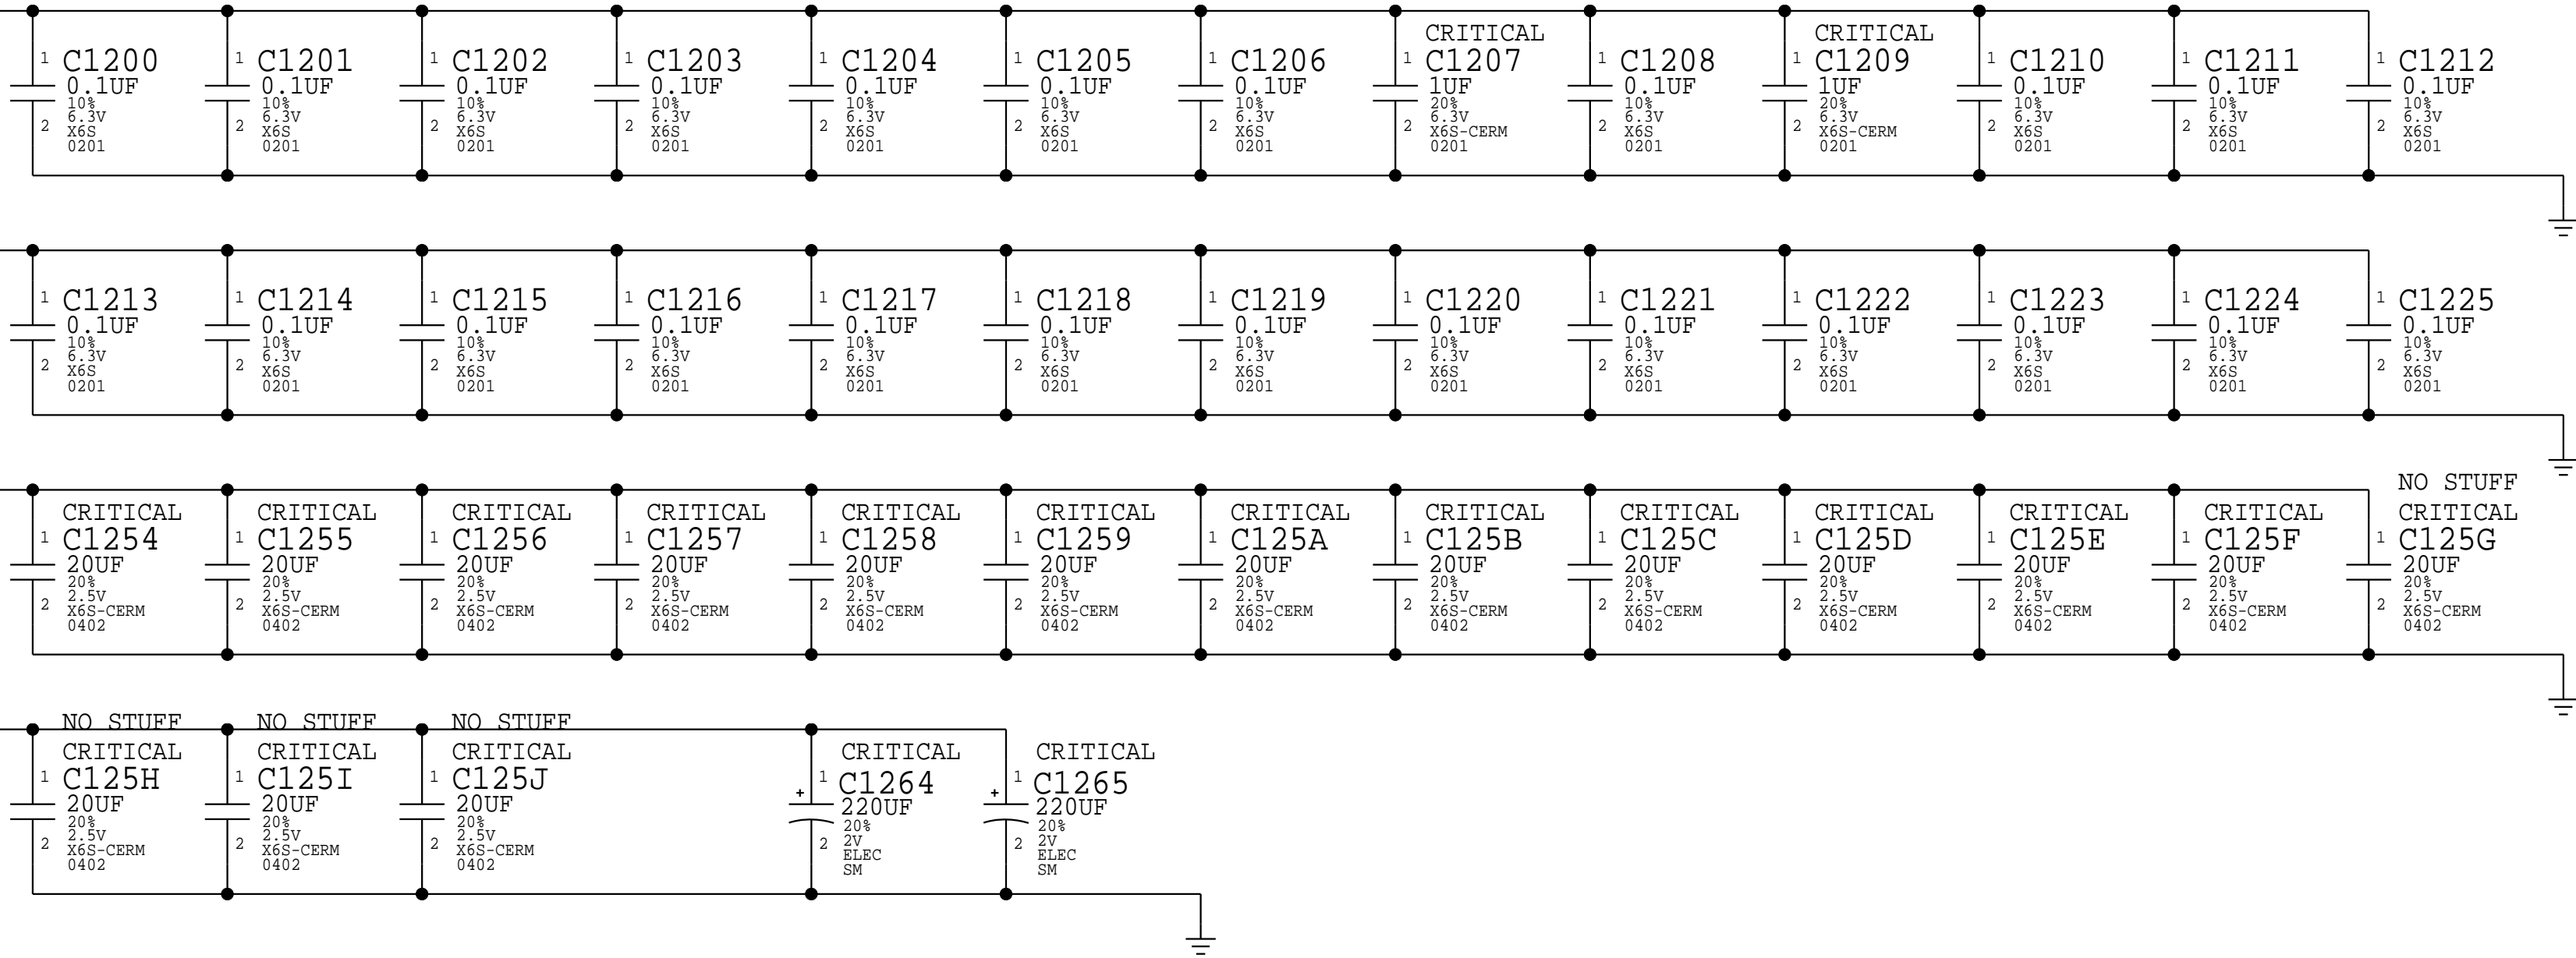 CRITICAL CRITICAL
1 C1200 1 C1201 1 C1202 1 C1203 1 C1204 1 C1205 1 C1206 1 C1207 1 C1208 1 C1209 1 C1210 1 C1211 1 C1212
0.1UF 0.1UF 0.1UF 0.1UF 0.1UF 0.1UF 0.1UF 1UF 0.1UF 1UF 0.1UF 0.1UF 0.1UF
10% 10% 10% 10% 10% 10% 10% 20% 10% 20% 10% 10% 10%
6.3V 6.3V 6.3V 6.3V 6.3V 6.3V 6.3V 6.3V 6.3V 6.3V 6.3V 6.3V 6.3V
2 X6S 2 X6S 2 X6S 2 X6S 2 X6S 2 X6S 2 X6S 2 X6S-CERM 2 X6S 2 X6S-CERM 2 X6S 2 X6S 2 X6S
0201 0201 0201 0201 0201 0201 0201 0201 0201 0201 0201 0201 0201
1 C1213 1 C1214 1 C1215 1 C1216 1 C1217 1 C1218 1 C1219 1 C1220 1 C1221 1 C1222 1 C1223 1 C1224 1 C1225
0.1UF 0.1UF 0.1UF 0.1UF 0.1UF 0.1UF 0.1UF 0.1UF 0.1UF 0.1UF 0.1UF 0.1UF 0.1UF
10% 10% 10% 10% 10% 10% 10% 10% 10% 10% 10% 10% 10%
6.3V 6.3V 6.3V 6.3V 6.3V 6.3V 6.3V 6.3V 6.3V 6.3V 6.3V 6.3V 6.3V
2 X6S 2 X6S 2 X6S 2 X6S 2 X6S 2 X6S 2 X6S 2 X6S 2 X6S 2 X6S 2 X6S 2 X6S 2 X6S
0201 0201 0201 0201 0201 0201 0201 0201 0201 0201 0201 0201 0201
NO STUFF
CRITICAL CRITICAL CRITICAL CRITICAL CRITICAL CRITICAL CRITICAL CRITICAL CRITICAL CRITICAL CRITICAL CRITICAL CRITICAL
1 C1254 1 C1255 1 C1256 1 C1257 1 C1258 1 C1259 1 C125A 1 C125B 1 C125C 1 C125D 1 C125E 1 C125F 1 C125G
20UF 20UF 20UF 20UF 20UF 20UF 20UF 20UF 20UF 20UF 20UF 20UF 20UF
20% 20% 20% 20% 20% 20% 20% 20% 20% 20% 20% 20% 20%
2.5V 2.5V 2.5V 2.5V 2.5V 2.5V 2.5V 2.5V 2.5V 2.5V 2.5V 2.5V 2.5V
2 X6S-CERM 2 X6S-CERM 2 X6S-CERM 2 X6S-CERM 2 X6S-CERM 2 X6S-CERM 2 X6S-CERM 2 X6S-CERM 2 X6S-CERM 2 X6S-CERM 2 X6S-CERM 2 X6S-CERM 2 X6S-CERM
0402 0402 0402 0402 0402 0402 0402 0402 0402 0402 0402 0402 0402
NO STUFF NO STUFF NO STUFF
CRITICAL CRITICAL CRITICAL CRITICAL CRITICAL
1 C125H 1 C125I 1 C125J 1 C1264 1 C1265
20UF 20UF 20UF + 220UF + 220UF
20% 20% 20% 20% 20%
2.5V 2.5V 2.5V 2V 2V
2 X6S-CERM 2 X6S-CERM 2 X6S-CERM 2 ELEC 2 ELEC
0402 0402 0402 SM SM